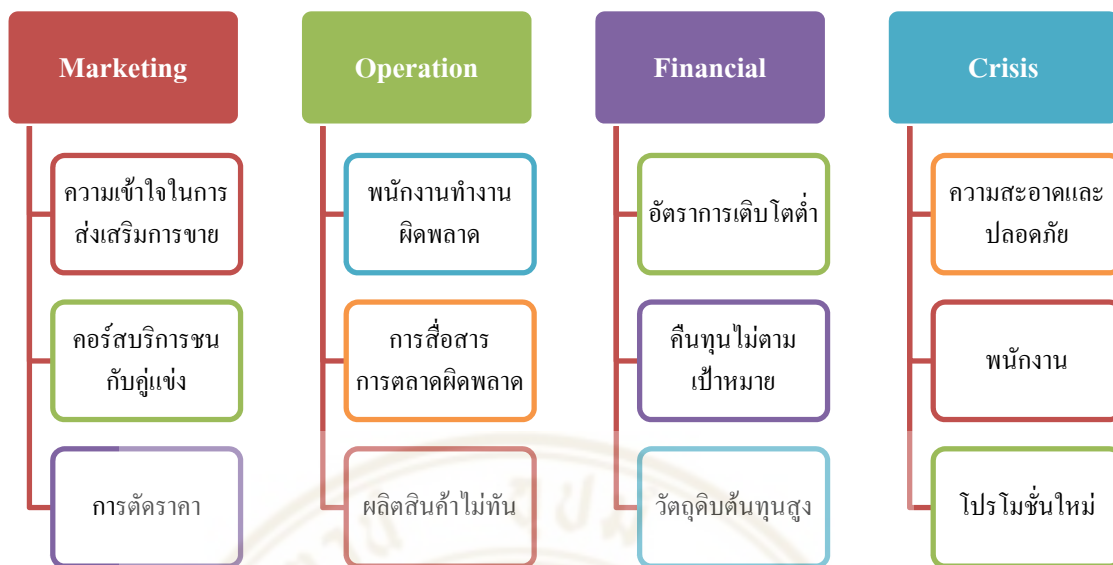 Marketing
ความเข้าใจในการ
ส่งเสริมการขาย
คอร์สบริการชน
กับคู่แข่ง
การตัดราคา
Operation
พนักงานทำงาน
ผิดพลาด
การสื่อสาร
การตลาดผิดพลาด
ผลิตสินค้าไม่ทัน
Financial
อัตราการเติบโตต่ำ
คืนทุนไม่ตาม
เป้าหมาย
วัตถุดิบต้นทุนสูง
Crisis
ความสะอาดและ
ปลอดภัย
พนักงาน
โปรโมชั่นใหม่